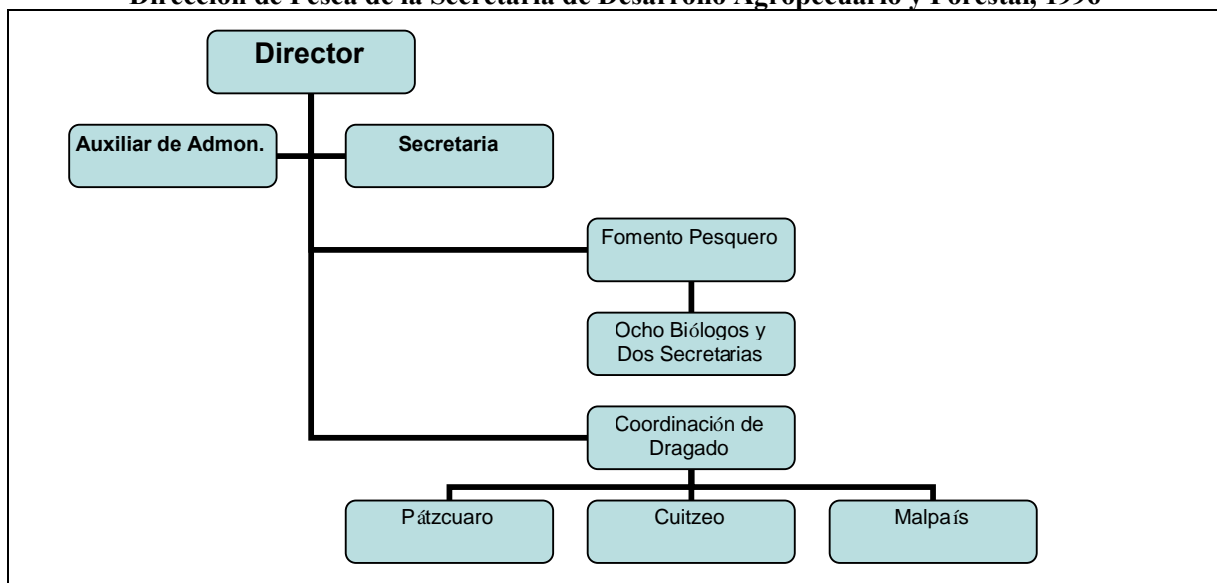 Dirección de Pesca de la Secretaría de Desarrollo Agropecuario y Forestal, 1996
Director
Auxiliar de Admon.
Secretaria
Fomento Pesquero
Ocho Biólogos y
Dos Secretarias
Coordinación de
Dragado
Pátzcuaro
Cuitzeo
Malpaís